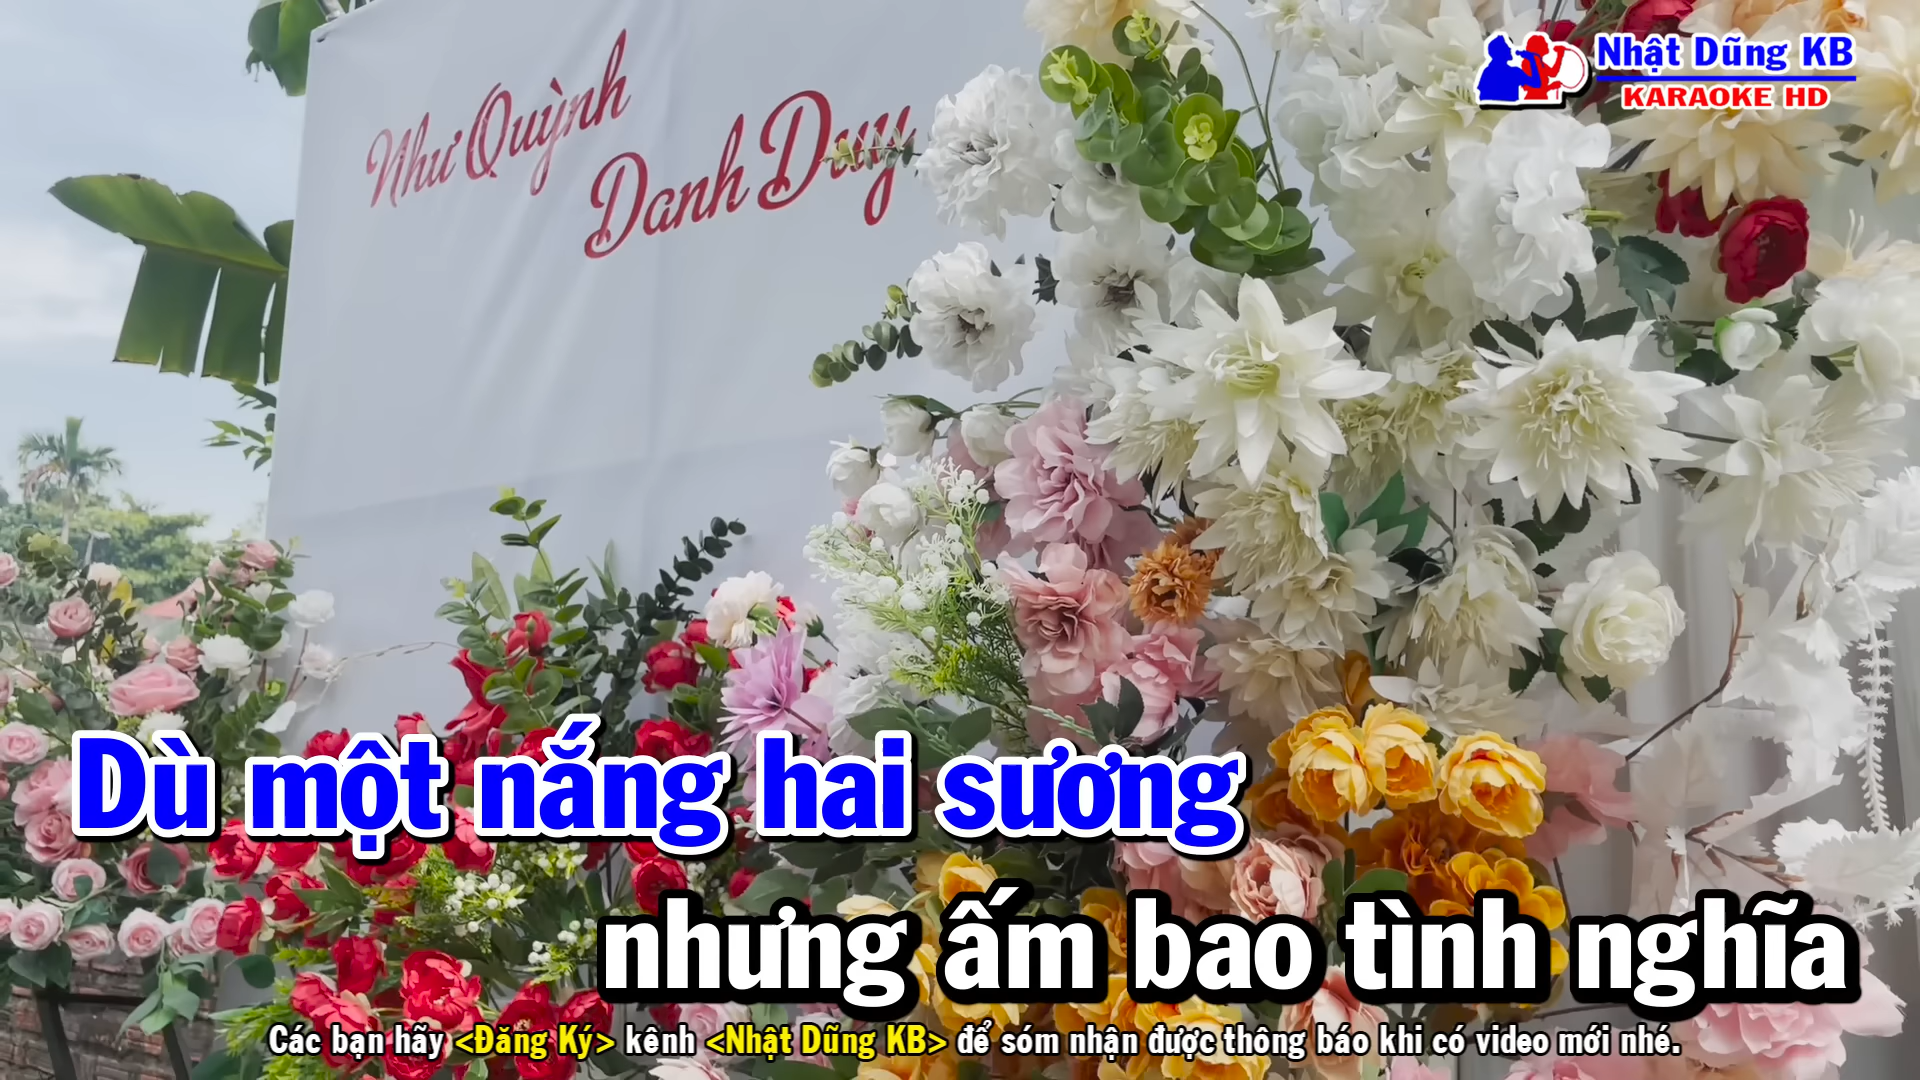 Như Quỳnh
Danh Duy
Nhật Dũng KB
KARAOKE HD
Dù một nắng hai sương
nhưng ấm bao tình nghĩa
Các bạn hãy <Đăng Ký> kênh <Nhật Dũng KB> để sóm nhận được thông báo khi có video mới nhé.